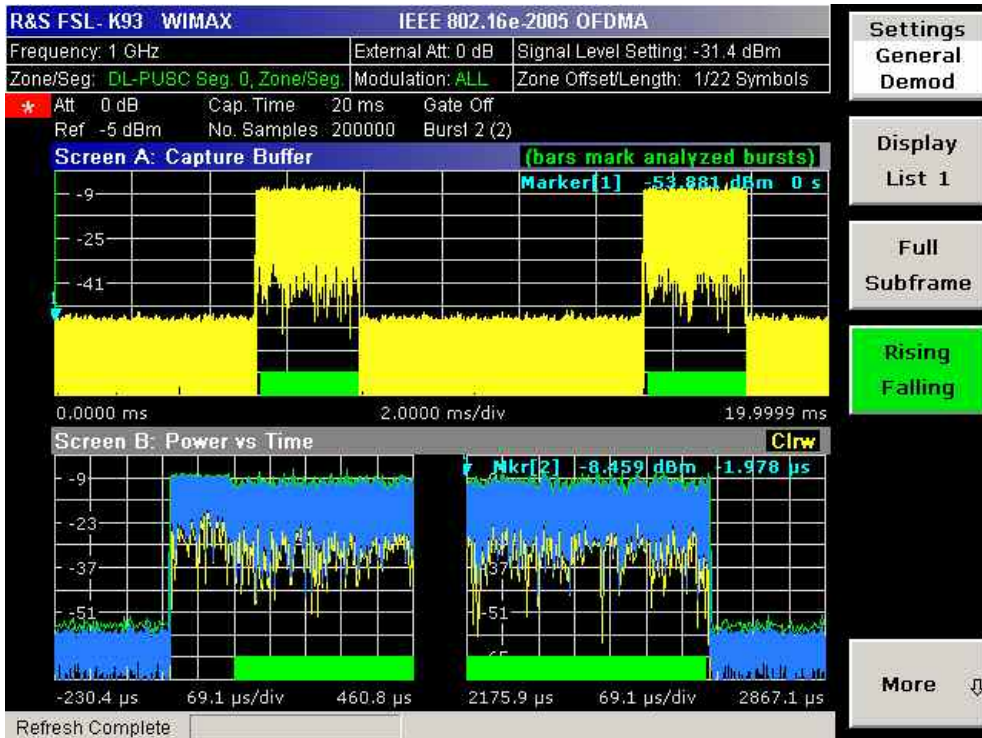 R&S FSL-K93 WIMAX IEEE 802.16e-2005 OFDMA
Frequency: 1 GHz External Att: 0 dB Signal Level Setting: -31.4 dBm
Zone/Seg: DL-PUSC Seg. 0, Zone/Seg. Modulation: ALL Zone Offset/Length: 1/22 Symbols
* Att 0 dB Cap. Time 20 ms Gate Off
Ref -5 dBm No. Samples 200000 Burst 2 (2)
Screen A: Capture Buffer (bars mark analyzed bursts)
Marker[1] -53.881 dBm 0 s
-9
-25
-41
1
0.0000 ms 2.0000 ms/div 19.9999 ms
Screen B: Power vs Time Clrw
Mkr[2] -8.459 dBm -1.978 µs
-9
-23
-37
-51
-37
-51
-65
-230.4 µs 69.1 µs/div 460.8 µs 2175.9 µs 69.1 µs/div 2867.1 µs
Refresh Complete
Settings
General
Demod
Display
List 1
Full
Subframe
Rising
Falling
More ⇩